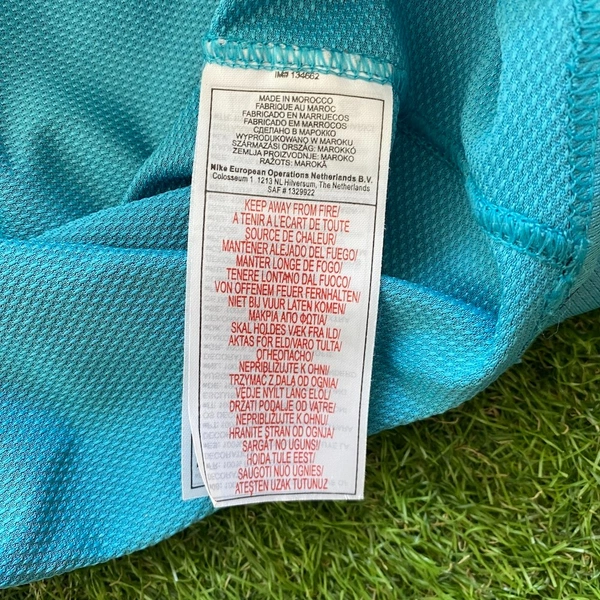 IM# 134662
MADE IN MOROCCO
FABRIQUE AU MAROC
FABRICADO EN MARRUECOS
FABRICADO EM MARROCOS
СДЕЛАНО В МАРОККО
WYPRODUKOWANO W MAROKU
SZÁRMAZÁSI ORSZÁG: MAROKKÓ
ZEMLJA PROIZVODNJE: MAROKO
RAŽOTS: MAROKĀ
Nike European Operations Netherlands B.V.
Colosseum 1 1213 NL Hilversum, The Netherlands
SAF # 1329922
KEEP AWAY FROM FIRE/
A TENIR A L'ECART DE TOUTE
SOURCE DE CHALEUR/
MANTENER ALEJADO DEL FUEGO/
MANTER LONGE DE FOGO/
TENERE LONTANO DAL FUOCO/
VON OFFENEM FEUER FERNHALTEN/
NIET BIJ VUUR LATEN KOMEN/
ΜΑΚΡΙΑ ΑΠΟ ΦΩΤΙΑ/
SKAL HOLDES VÆK FRA ILD/
AKTAS FOR ELD/VARO TULTA/
ОГНЕОПАСНО/
NEPRIBLIŽUJTE K OHNI/
TRZYMAĆ Z DALA OD OGNIA/
VEDJE NYÍLT LÁNG ELŐL/
DRŽATI PODALJE OD VATRE/
NEPRIBLIŽUJTE K OHNU/
HRANITE STRAN OD OGNJA/
SARGĀT NO UGUNS/
HOIDA TULE EEST/
SAUGOTI NUO UGNIES/
ATEŞTEN UZAK TUTUNUZ